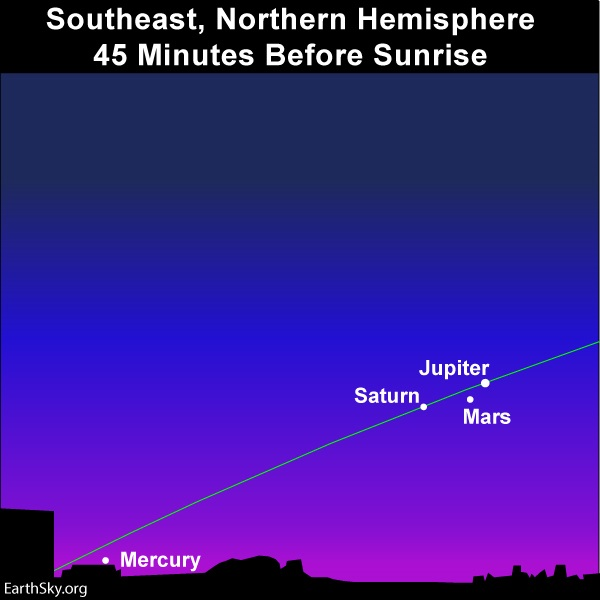 Southeast, Northern Hemisphere
45 Minutes Before Sunrise
Jupiter
Saturn
Mars
Mercury
EarthSky.org